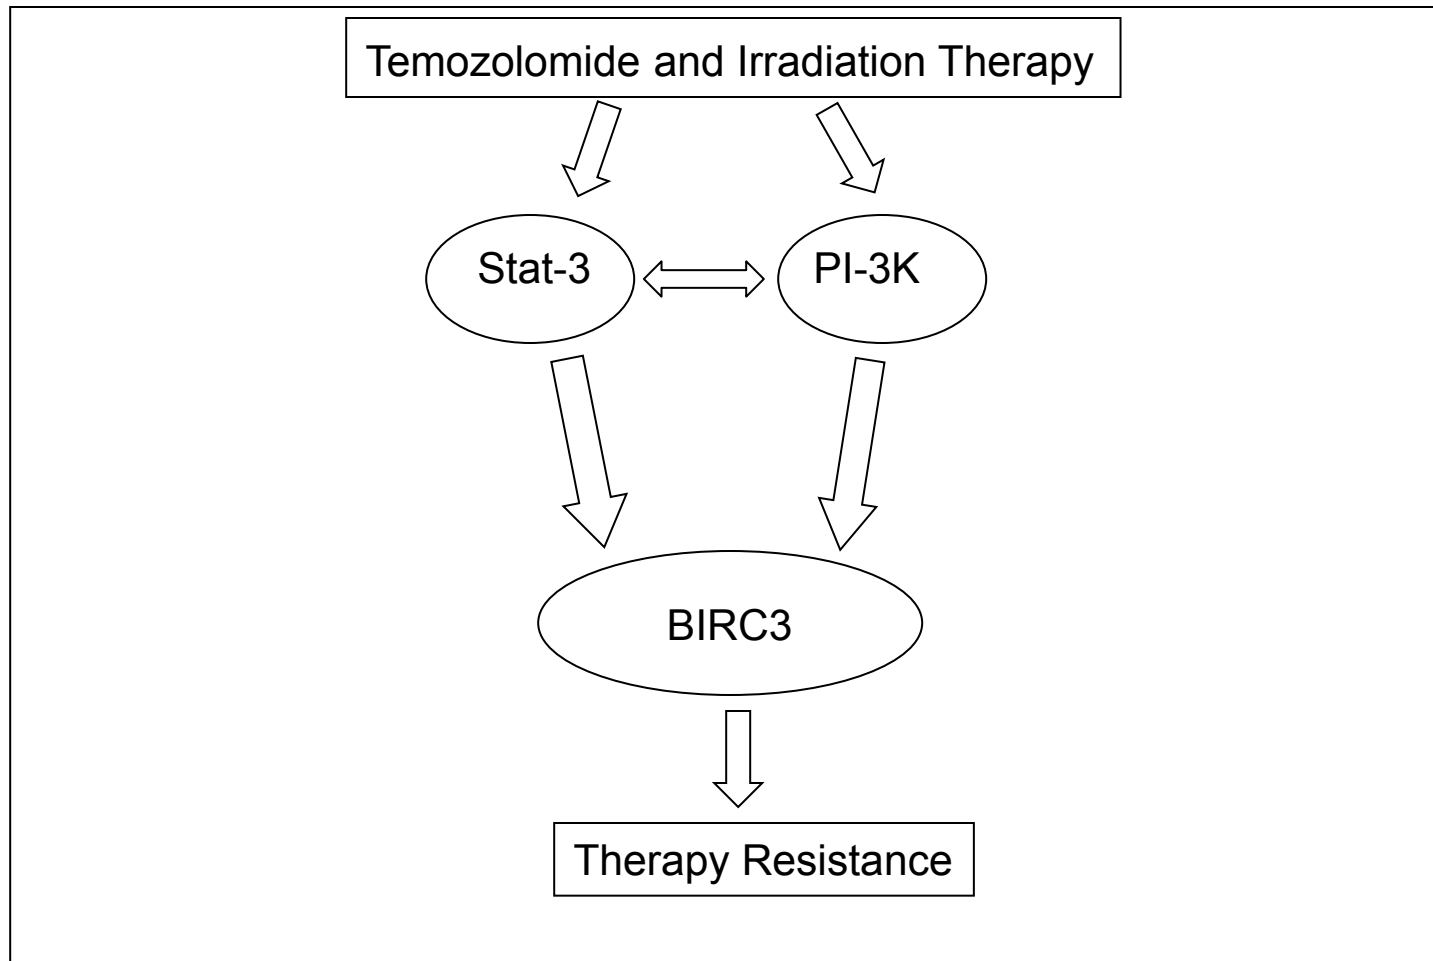 Temozolomide and Irradiation Therapy
Stat-3
PI-3K
BIRC3
Therapy Resistance